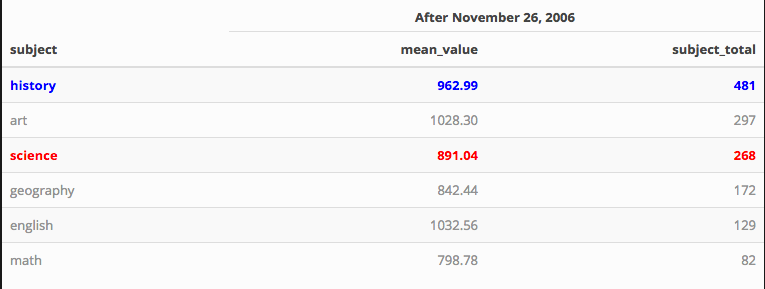 After November 26, 2006
subject mean_value subject_total
history 962.99 481
art 1028.30 297
science 891.04 268
geography 842.44 172
english 1032.56 129
math 798.78 82